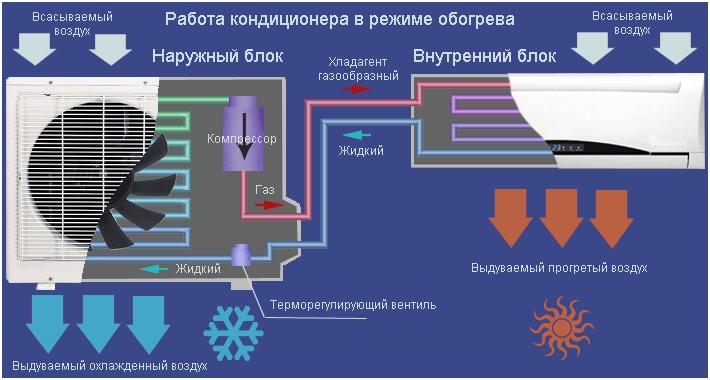 Работа кондиционера в режиме обогрева
Всасываемый
воздух
Всасываемый
воздух
Наружный блок
Хладагент
газообразный
Внутренний блок
Компрессор
Жидкий
Газ
Жидкий
Выдуваемый прогретый воздух
Терморегулирующий вентиль
Выдуваемый охлажденный воздух